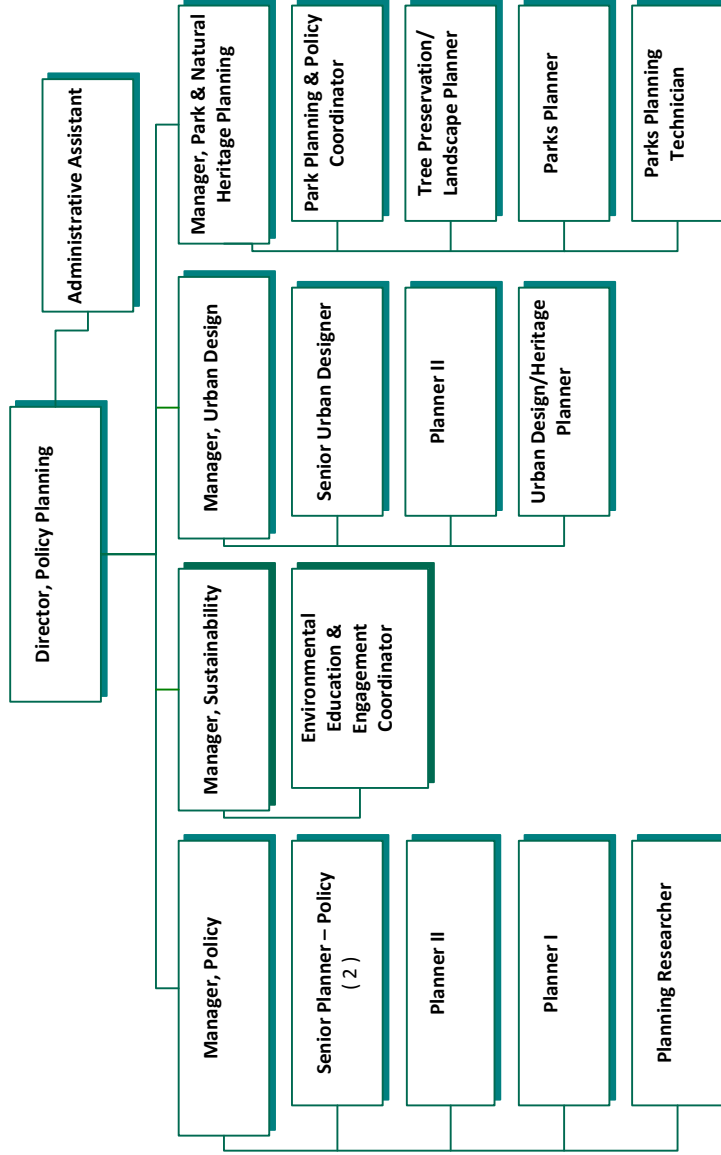 Director, Policy Planning
Administrative Assistant
Manager, Policy
Senior Planner – Policy
( 2 )
Planner II
Planner I
Planning Researcher
Manager, Sustainability
Environmental
Education &
Engagement
Coordinator
Manager, Urban Design
Senior Urban Designer
Planner II
Urban Design/Heritage
Planner
Manager, Park & Natural
Heritage Planning
Park Planning & Policy
Coordinator
Tree Preservation/
Landscape Planner
Parks Planner
Parks Planning
Technician